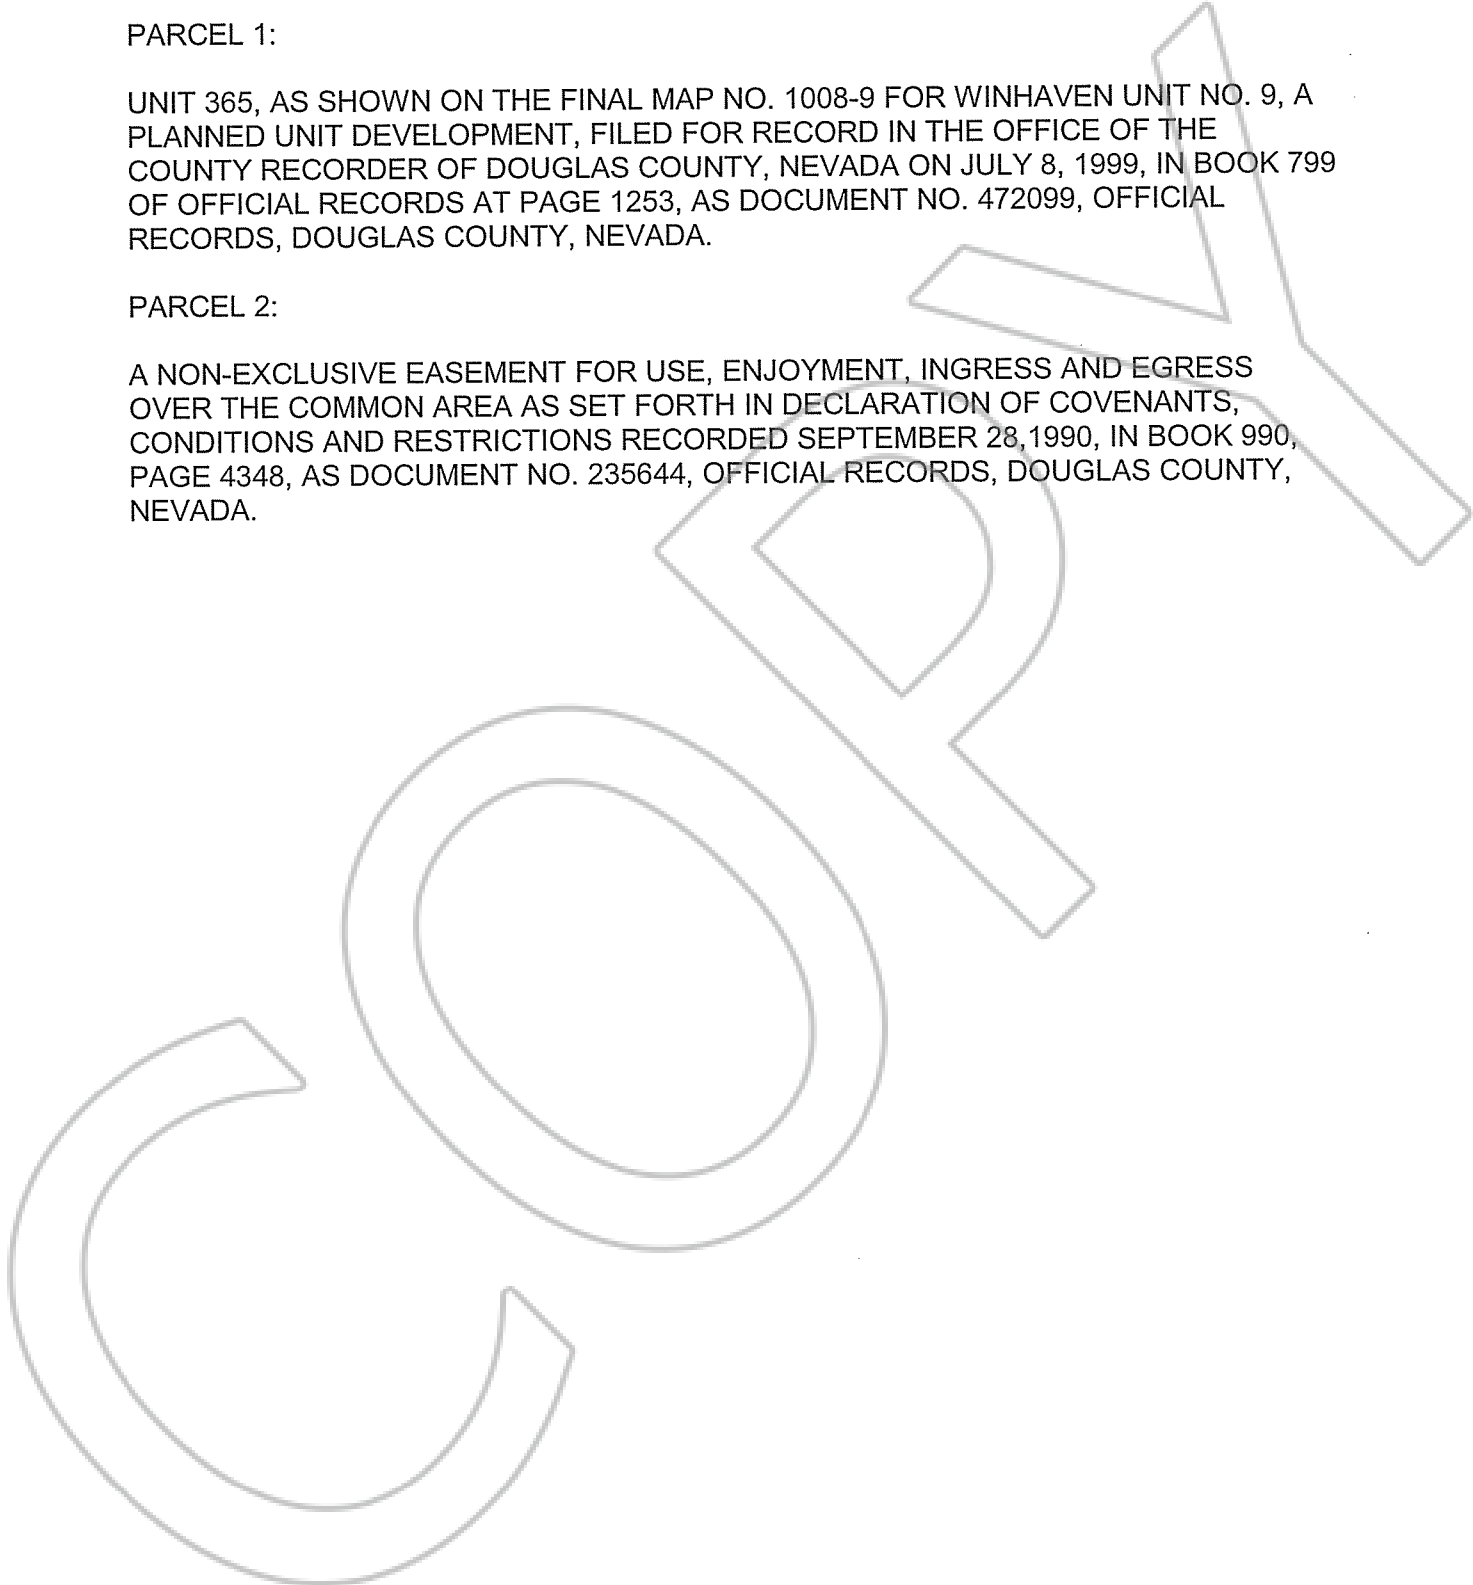 PARCEL 1:
UNIT 365, AS SHOWN ON THE FINAL MAP NO. 1008-9 FOR WINHAVEN UNIT NO. 9, A
PLANNED UNIT DEVELOPMENT, FILED FOR RECORD IN THE OFFICE OF THE
COUNTY RECORDER OF DOUGLAS COUNTY, NEVADA ON JULY 8, 1999, IN BOOK 799
OF OFFICIAL RECORDS AT PAGE 1253, AS DOCUMENT NO. 472099, OFFICIAL
RECORDS, DOUGLAS COUNTY, NEVADA.
PARCEL 2:
A NON-EXCLUSIVE EASEMENT FOR USE, ENJOYMENT, INGRESS AND EGRESS
OVER THE COMMON AREA AS SET FORTH IN DECLARATION OF COVENANTS,
CONDITIONS AND RESTRICTIONS RECORDED SEPTEMBER 28,1990, IN BOOK 990,
PAGE 4348, AS DOCUMENT NO. 235644, OFFICIAL RECORDS, DOUGLAS COUNTY,
NEVADA.
COPY